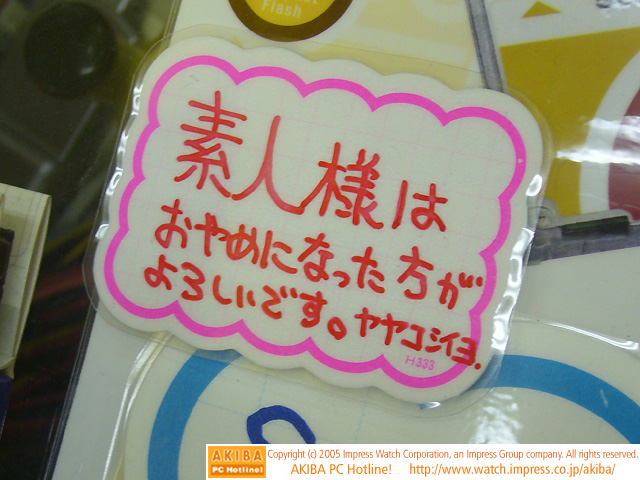 Flash
素人様は
おやめになった方が
よろしいです。ヤヤコシイヨ.
H333
AKIBA PC Hotline!
Copyright (c) 2005 Impress Watch Corporation, an Impress Group company. All rights reserved.
AKIBA PC Hotline! http://www.watch.impress.co.jp/akiba/